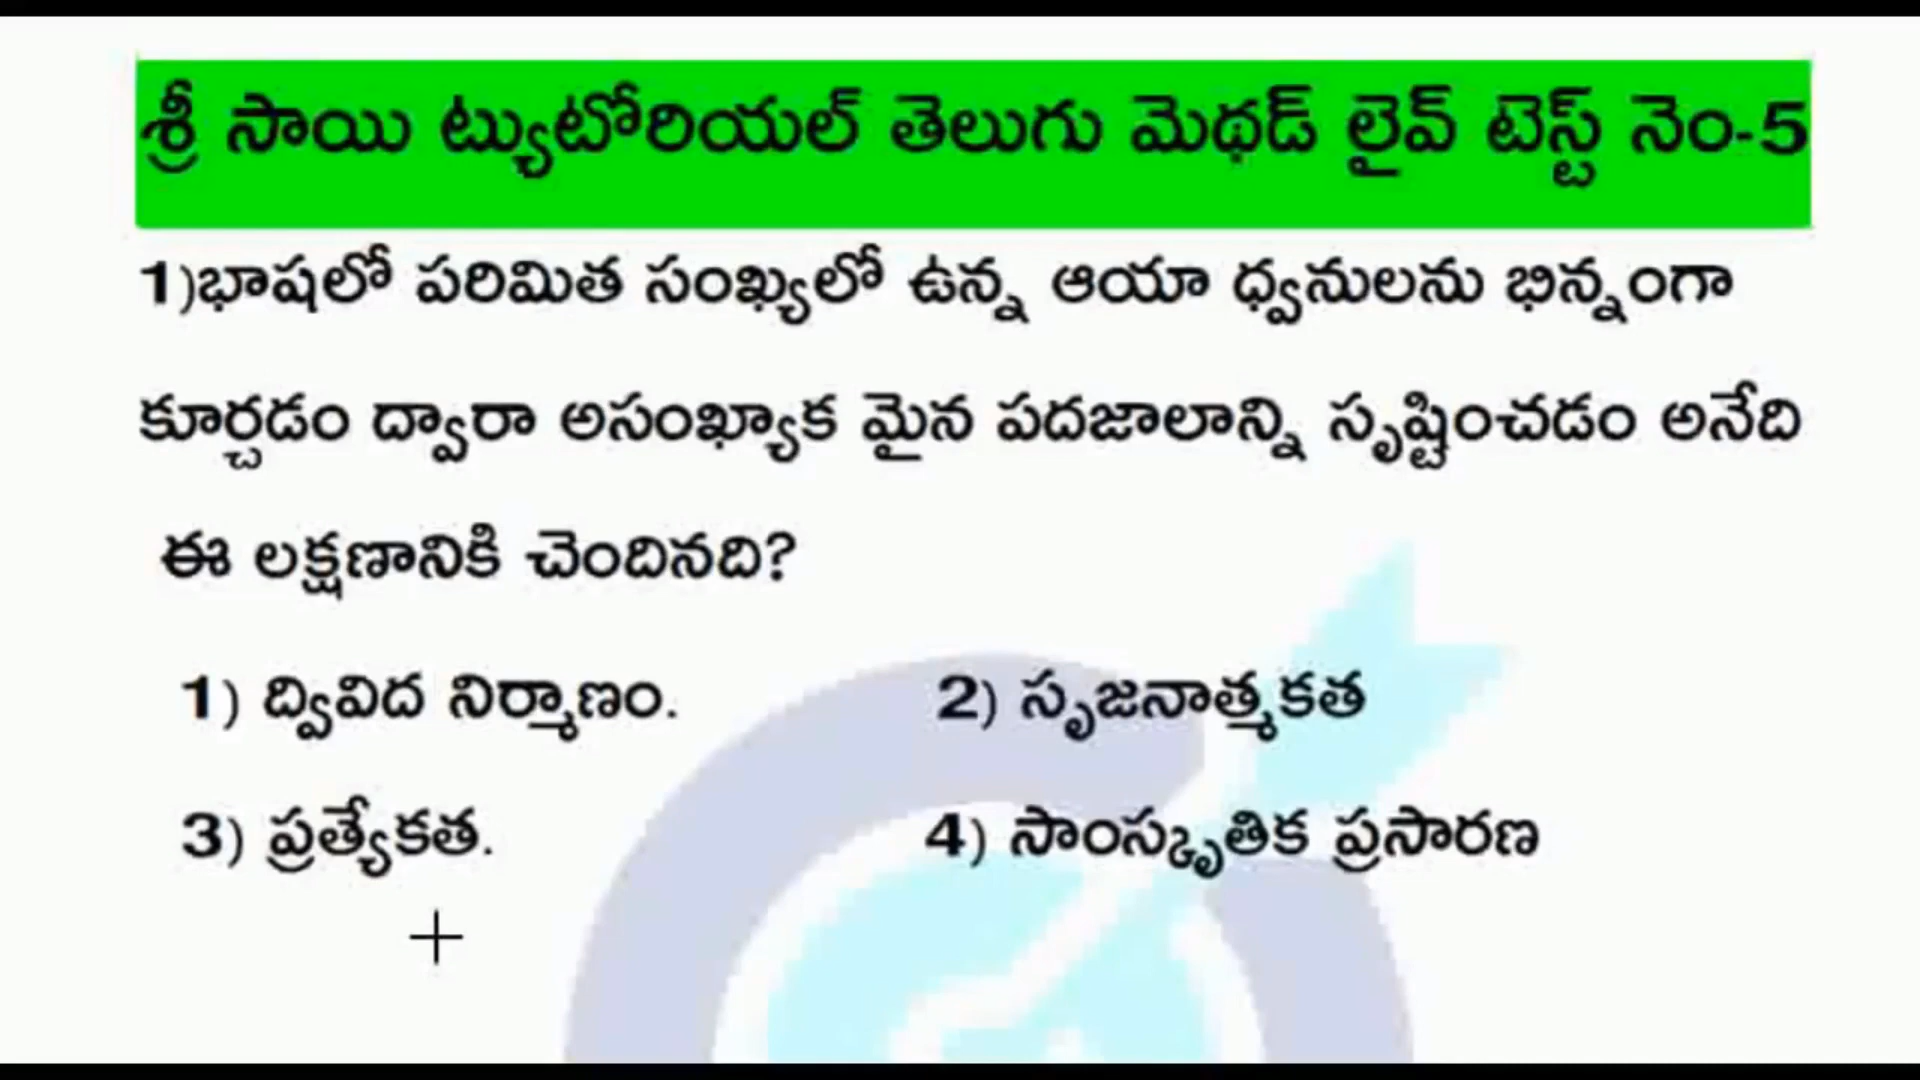 శ్రీ సాయి ట్యుటోరియల్ తెలుగు మెథడ్ లైవ్ టెస్ట్ నెం-5
1)భాషలో పరిమిత సంఖ్యలో ఉన్న ఆయా ధ్వనులను భిన్నంగా
కూర్చడం ద్వారా అసంఖ్యాక మైన పదజాలాన్ని సృష్టించడం అనేది
ఈ లక్షణానికి చెందినది?
1) ద్వివిద నిర్మాణం. 2) సృజనాత్మకత
3) ప్రత్యేకత. 4) సాంస్కృతిక ప్రసారణ